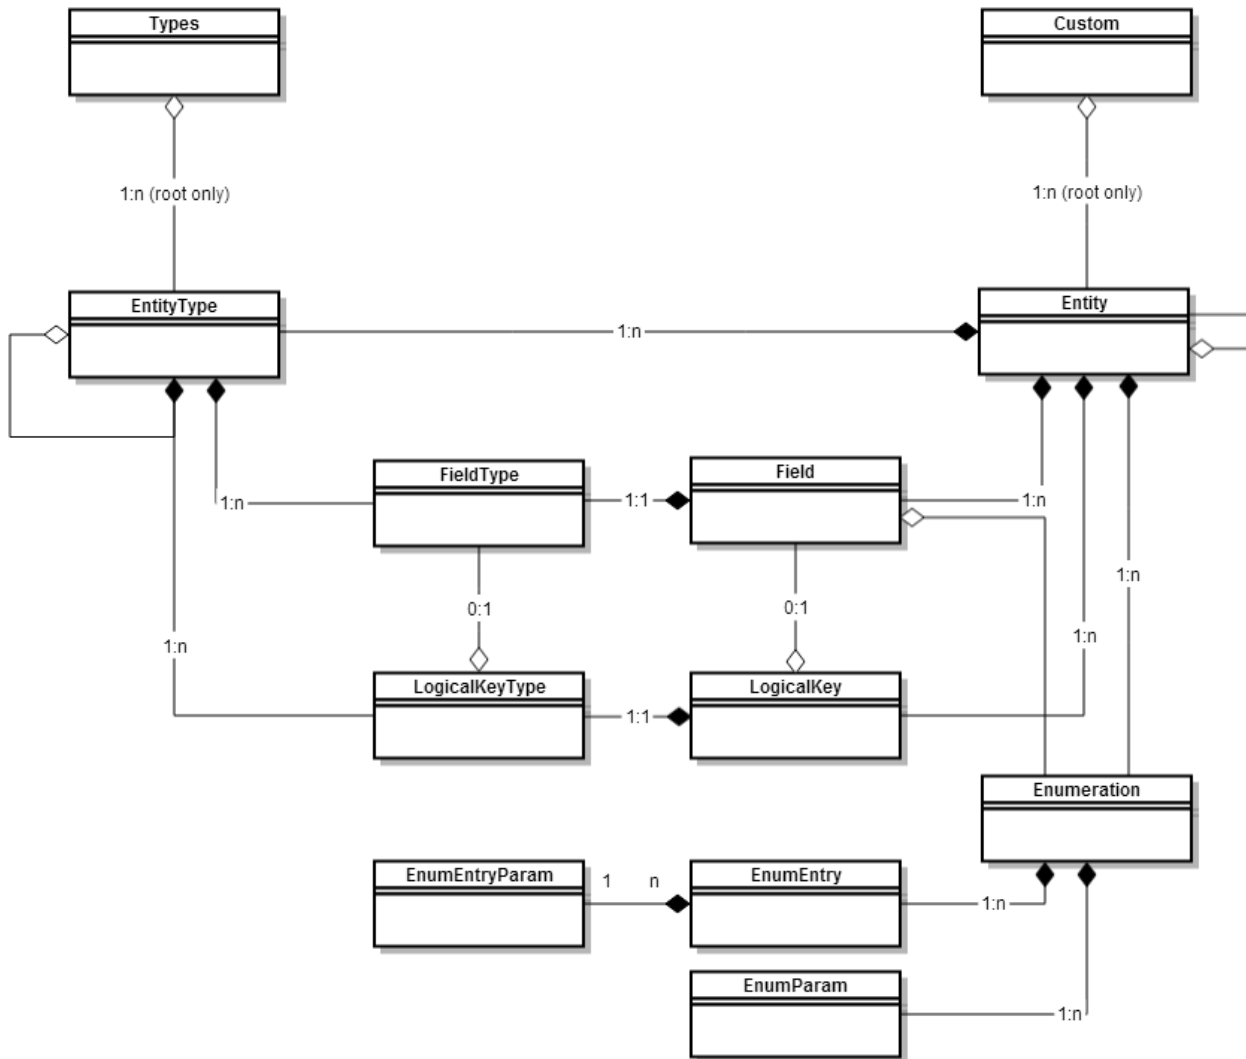 Types
Custom
1:n (root only)
1:n (root only)
EntityType
Entity
1:n
FieldType
Field
1:n
1:1
1:n
1:n
0:1
0:1
1:n
1:n
LogicalKeyType
LogicalKey
1:1
Enumeration
EnumEntryParam
1
n
EnumEntry
1:n
EnumParam
1:n